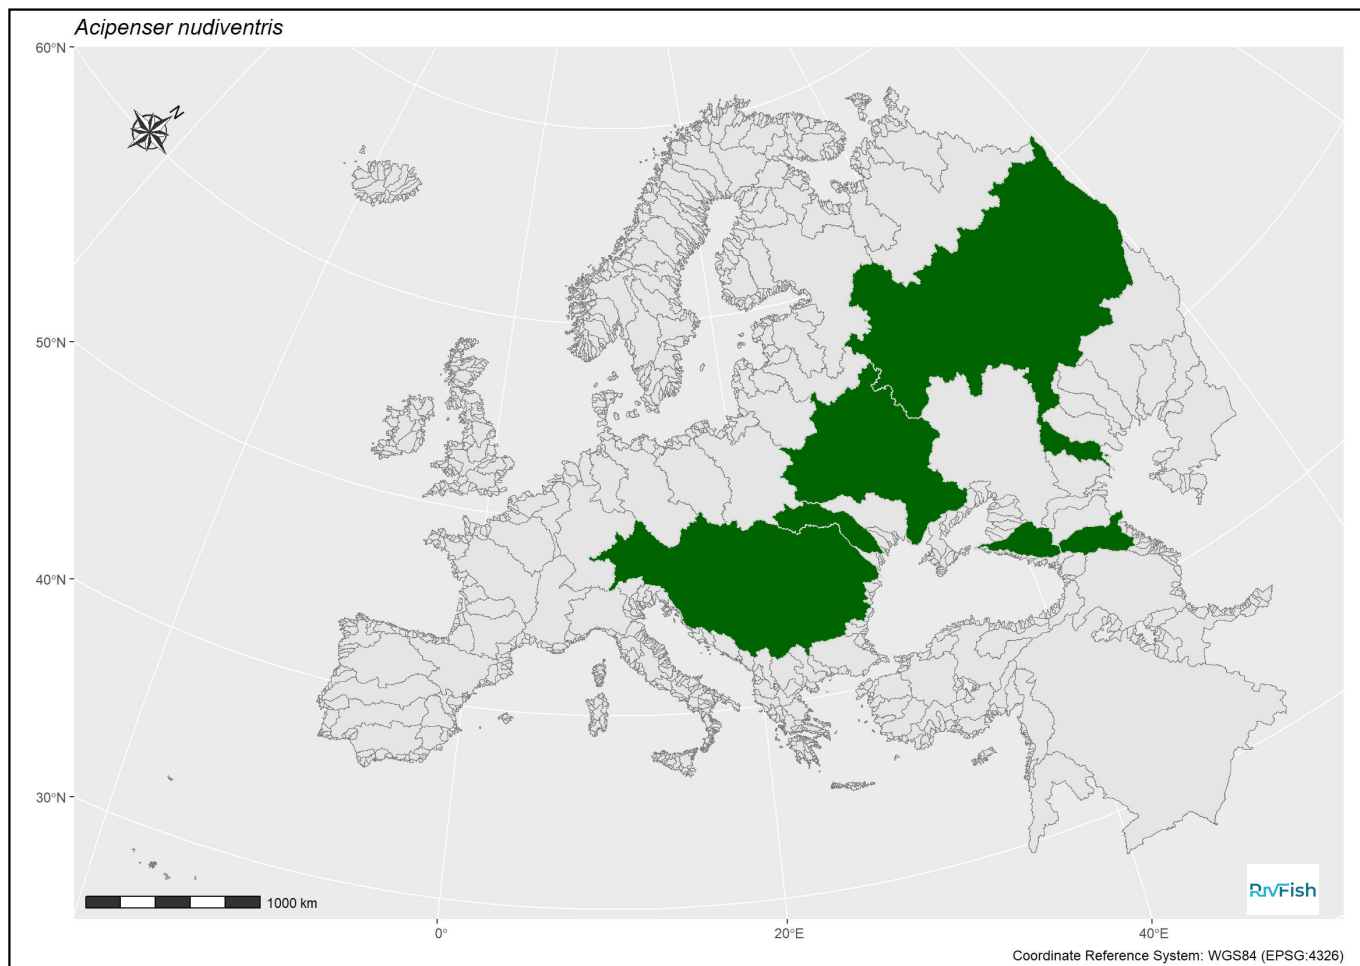 Acipenser nudiventris
60°N
N
50°N
40°N
30°N
1000 km
RivFish
0°
20°E
40°E
Coordinate Reference System: WGS84 (EPSG:4326)